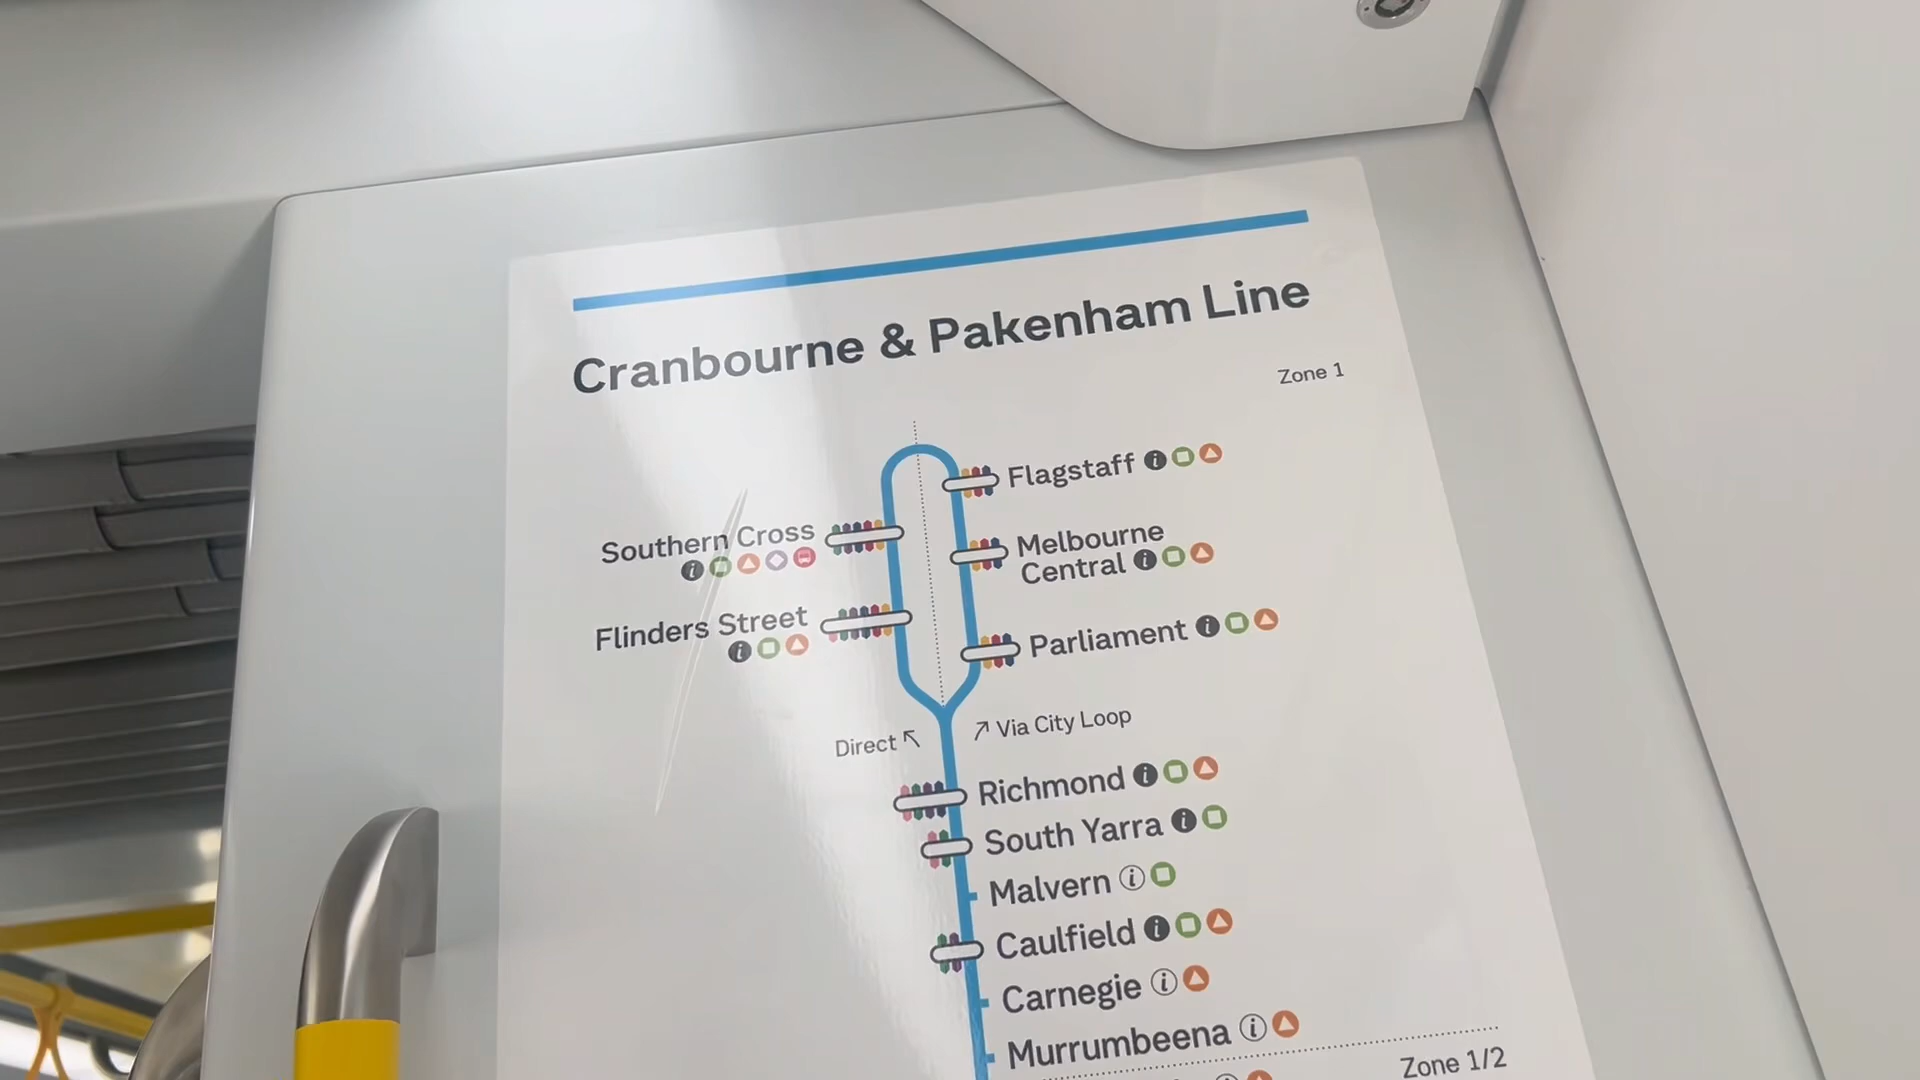 Cranbourne & Pakenham Line
Zone 1
Flagstaff
Southern Cross
Melbourne
Central
Flinders Street
Parliament
Direct
Via City Loop
Richmond
South Yarra
Malvern
Caulfield
Carnegie
Murrumbeena
Zone 1/2